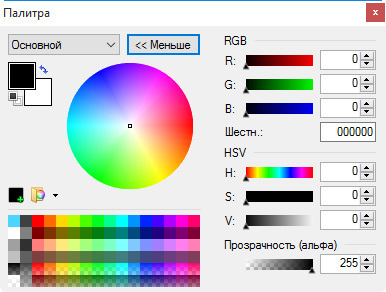 Палитра
Основной
<< Меньше
RGB
R: 0
G: 0
B: 0
Шестн.: 000000
HSV
H: 0
S: 0
V: 0
Прозрачность (альфа)
255